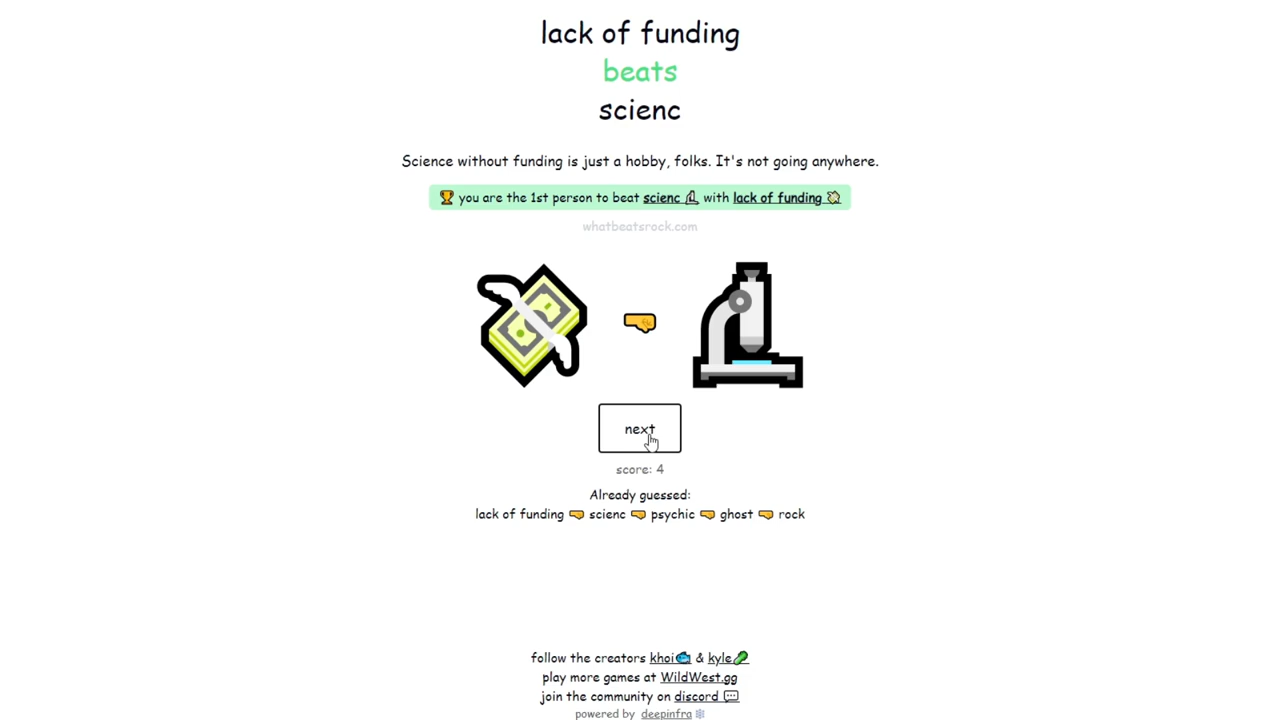 lack of funding
beats
scienc
Science without funding is just a hobby, folks. It's not going anywhere.
🏆 you are the 1st person to beat scienc 🔬 with lack of funding 💸
whatbeatsrock.com
next
score: 4
Already guessed:
lack of funding 🤜 scienc 🤜 psychic 🤜 ghost 🤜 rock
follow the creators khoi🐟 & kyle🥒
play more games at WildWest.gg
join the community on discord 💬
powered by deepinfra